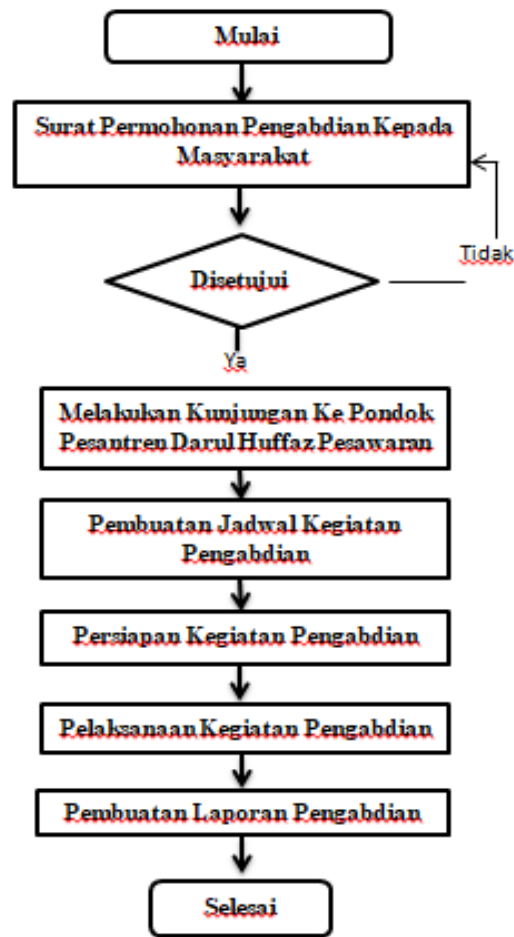 Mulai
Surat Permohonan Pengabdian Kepada
Masyarakat
Disetujui
Tidak
Ya
Melakukan Kunjungan Ke Pondok
Pesantren Darul Huffaz Pesawaran
Pembuatan Jadwal Kegiatan
Pengabdian
Persiapan Kegiatan Pengabdian
Pelaksanaan Kegiatan Pengabdian
Pembuatan Laporan Pengabdian
Selesai